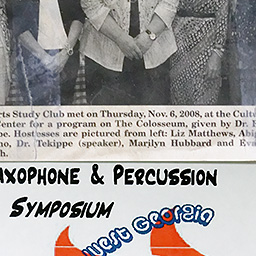 rts Study Club met on Thursday, Nov. 6, 2008, at the Cultu
Center for a program on The Colosseum, given by Dr. 
pe. Hostesses are pictured from left: Liz Matthews, Abig
no, Dr. Tekippe (speaker), Marilyn Hubbard and Eva
h.
AXOPHONE & PERCUSSION
SYMPOSIUM
West Georgia